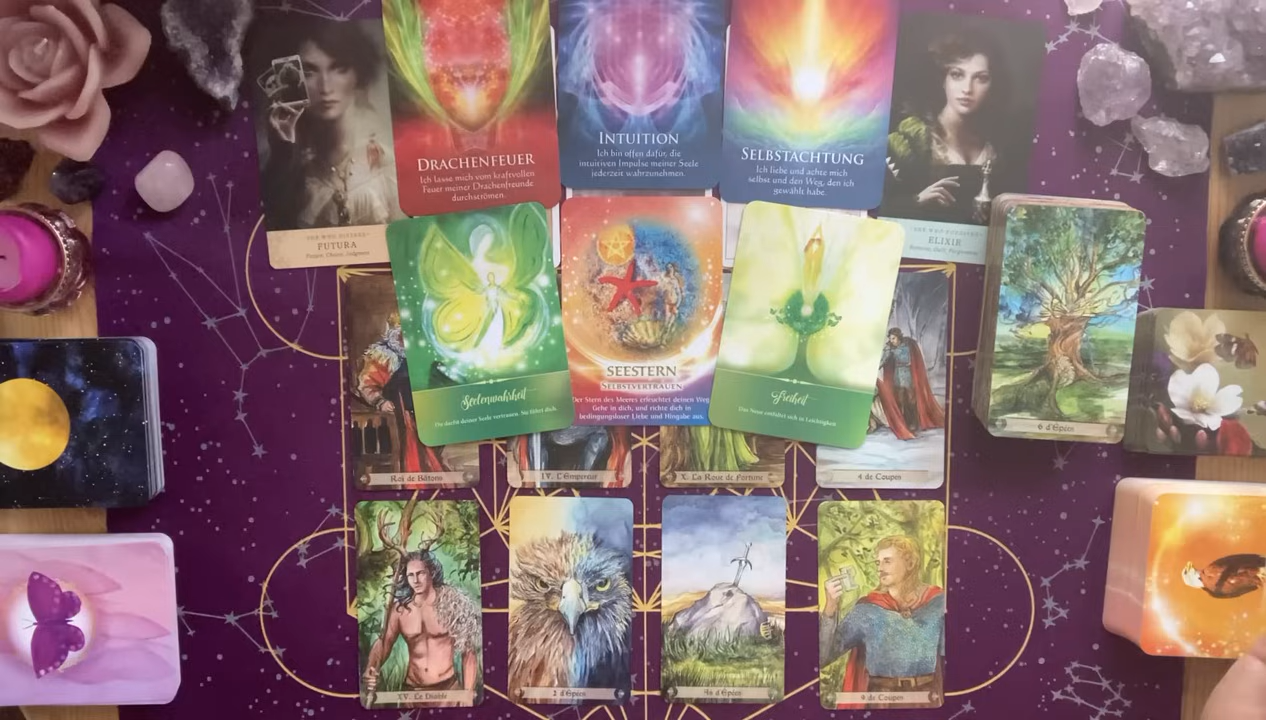 DRACHENFEUER
Ich lasse mich vom kraftvollen
Feuer meiner Drachenfreunde
durchströmen.
INTUITION
Ich bin offen dafür, die
intuitiven Impulse meiner Seele
jederzeit wahrzunehmen.
SELBSTACHTUNG
Ich liebe und achte mich
selbst und den Weg, den ich
gewählt habe.
FUTURA
ELIXIR
Seelenwahrheit
Du darfst deiner Seele vertrauen. Sie führt dich.
SEESTERN
SELBSTVERTRAUEN
Der Stern des Meeres erleuchtet deinen Weg.
Gehe in dich, und richte dich in
bedingungsloser Liebe und Hingabe aus.
Freiheit
Das Neue entfaltet sich in Leichtigkeit.
6 d'Épées
Roi de Bâtons
IV. L'Empereur
X. La Roue de Fortune
4 de Coupes
XV. Le Diable
2 d'Épées
As d'Épées
9 de Coupes